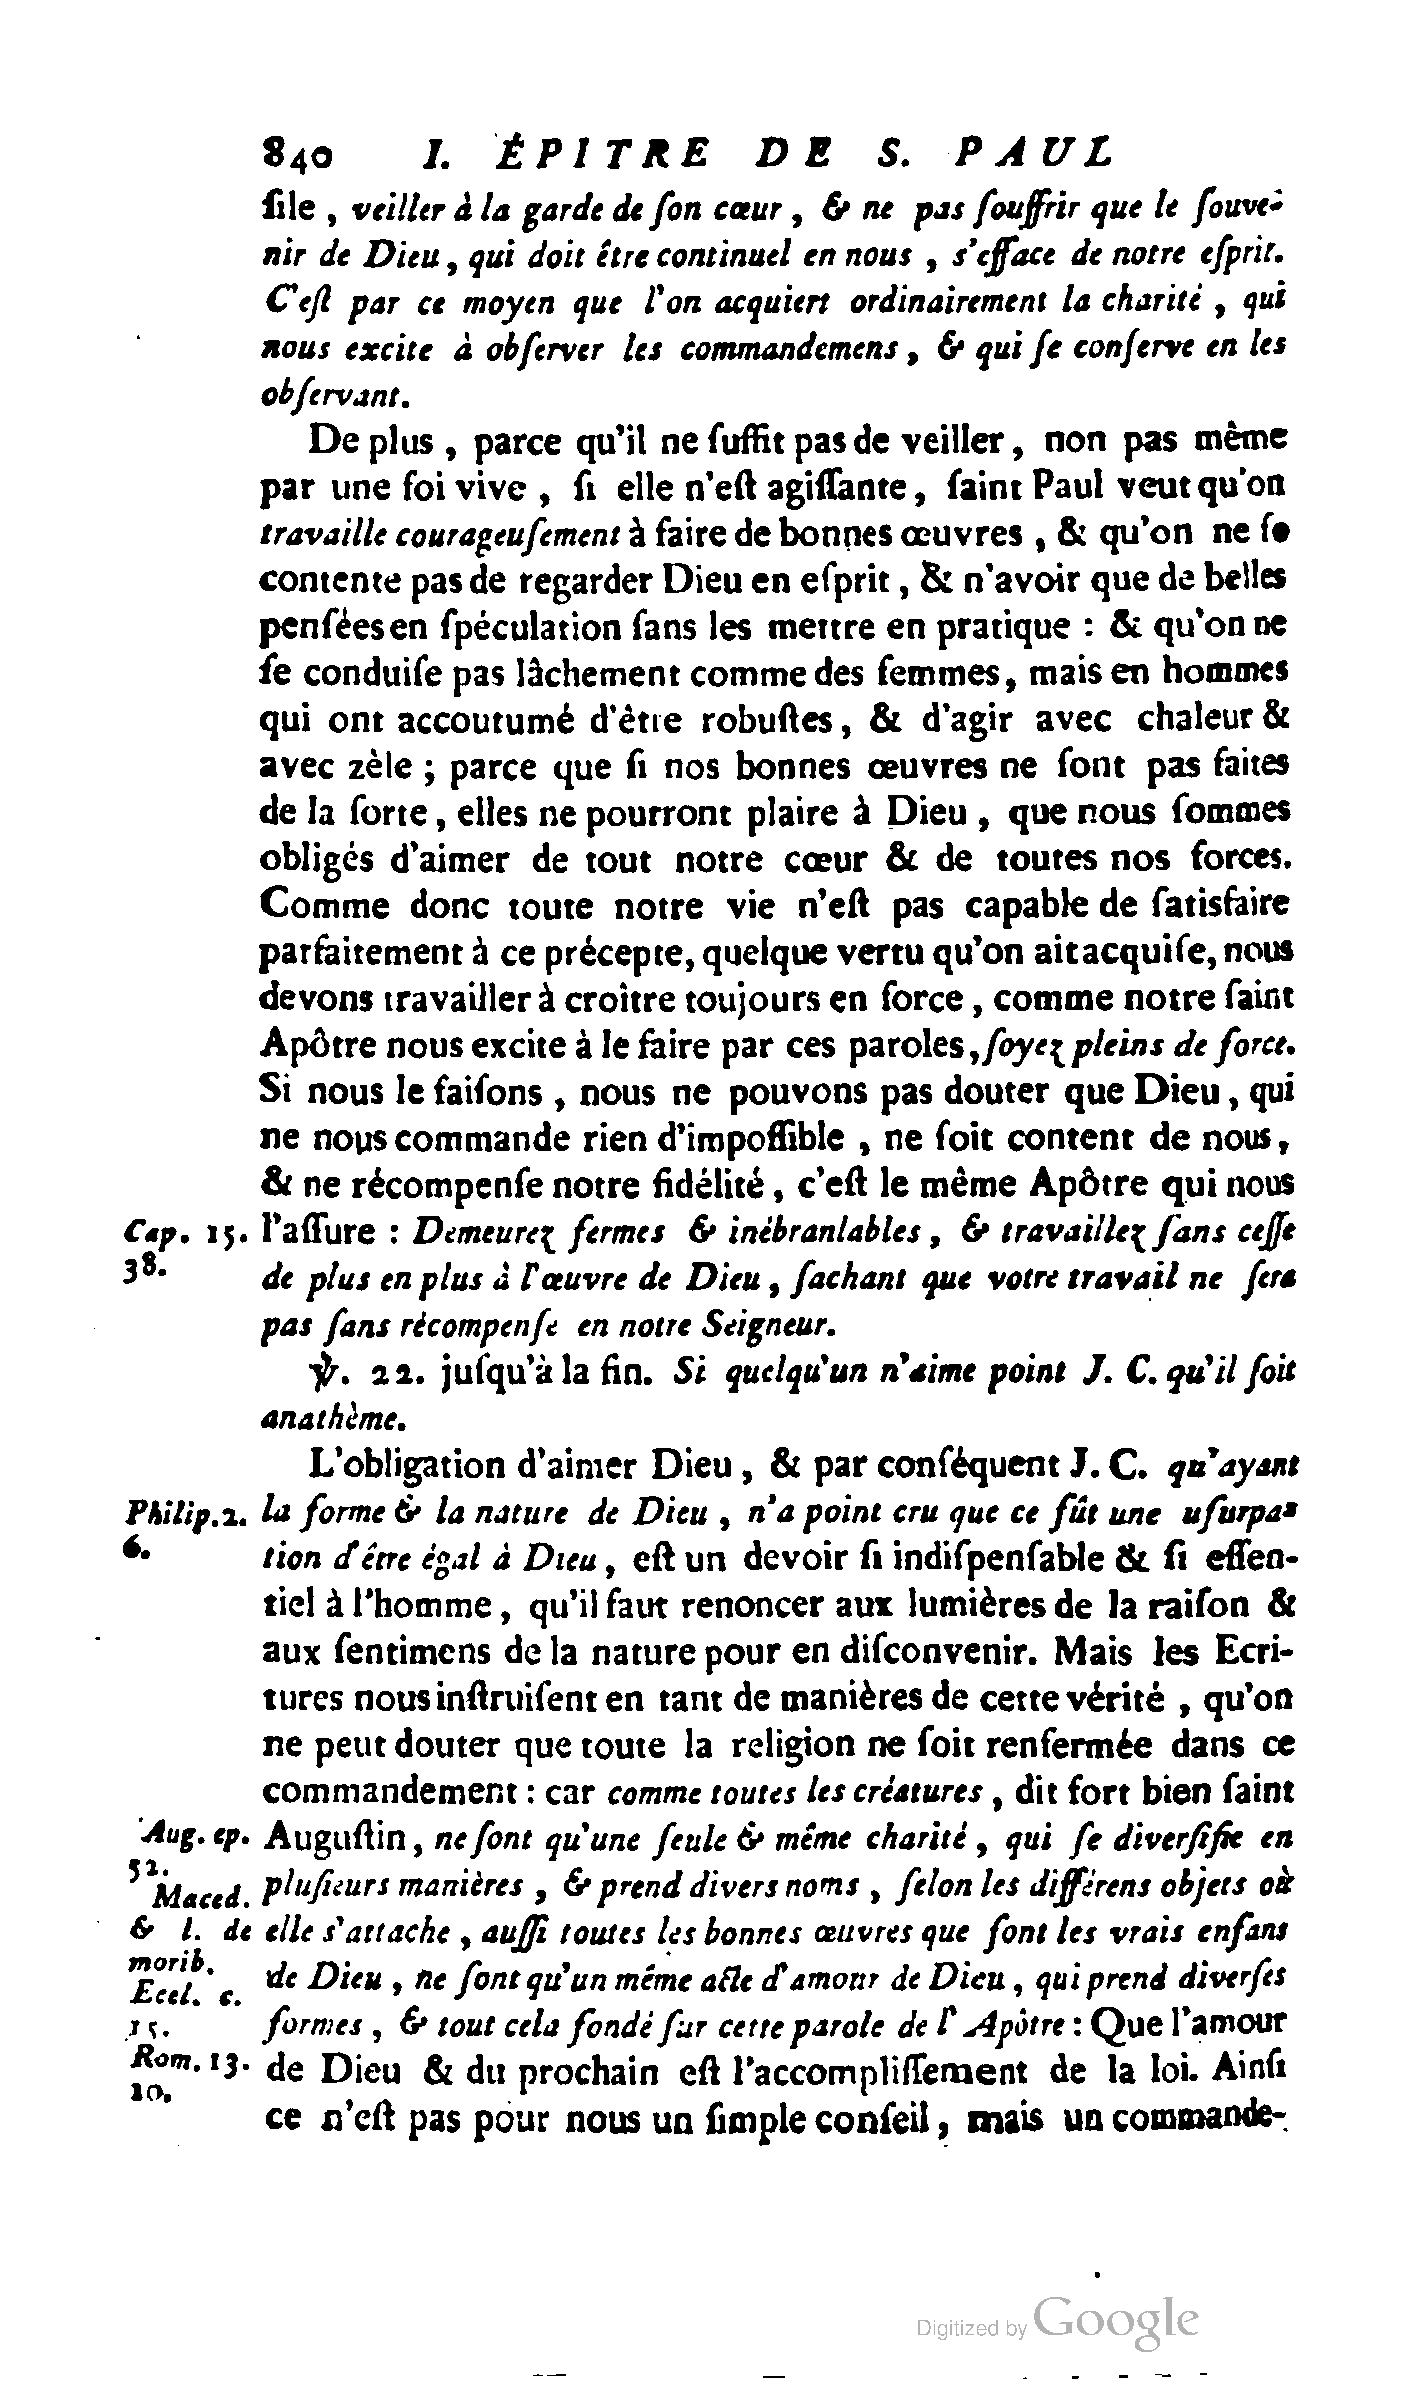 840 I. ÉPITRE DE S. PAUL
ſile, veiller à la garde de ſon cœur, & ne pas ſouffrir que le ſouve-
nir de Dieu, qui doit être continuel en nous, s'efface de notre eſprit.
C'eſt par ce moyen que l'on acquiert ordinairement la charité, qui
nous excite à obſerver les commandemens, & qui ſe conſerve en les
obſervant.
De plus, parce qu'il ne ſuffit pas de veiller, non pas même
par une foi vive, ſi elle n'eſt agiſſante, ſaint Paul veut qu'on
travaille courageuſement à faire de bonnes œuvres, & qu'on ne ſe
contente pas de regarder Dieu en eſprit, & n'avoir que de belles
penſées en ſpéculation ſans les mettre en pratique : & qu'on ne
ſe conduiſe pas lâchement comme des femmes, mais en hommes
qui ont accoutumé d'être robuſtes, & d'agir avec chaleur &
avec zèle ; parce que ſi nos bonnes œuvres ne ſont pas faites
de la ſorte, elles ne pourront plaire à Dieu, que nous ſommes
obligés d'aimer de tout notre cœur & de toutes nos forces.
Comme donc toute notre vie n'eſt pas capable de ſatisfaire
parfaitement à ce précepte, quelque vertu qu'on ait acquiſe, nous
devons travailler à croître toujours en force, comme notre ſaint
Apôtre nous excite à le faire par ces paroles, ſoyez pleins de force.
Si nous le faiſons, nous ne pouvons pas douter que Dieu, qui
ne nous commande rien d'impoſſible, ne ſoit content de nous,
& ne récompenſe notre fidélité, c'eſt le même Apôtre qui nous
Cap. 15. l'aſſure : Demeurez fermes & inébranlables, & travaillez ſans ceſſe
38. de plus en plus à l'œuvre de Dieu, ſachant que votre travail ne ſera
pas ſans récompenſe en notre Seigneur.
℣. 22. juſqu'à la fin. Si quelqu'un n'aime point J. C. qu'il ſoit
anathème.
L'obligation d'aimer Dieu, & par conſéquent J. C. qu'ayant
Philip. 2. la forme & la nature de Dieu, n'a point cru que ce fût une uſurpa-
6. tion d'être égal à Dieu, eſt un devoir ſi indiſpenſable & ſi eſſen-
tiel à l'homme, qu'il faut renoncer aux lumières de la raiſon &
aux ſentimens de la nature pour en diſconvenir. Mais les Ecri-
tures nous inſtruiſent en tant de manières de cette vérité, qu'on
ne peut douter que toute la religion ne ſoit renfermée dans ce
commandement : car comme toutes les créatures, dit fort bien ſaint
Aug. ep. Auguſtin, ne ſont qu'une ſeule & même charité, qui ſe diverſifie en
52. Maced. pluſieurs manières, & prend divers noms, ſelon les différens objets où
& l. de elle s'attache, auſſi toutes les bonnes œuvres que ſont les vrais enfans
morib. Eccl. c. de Dieu, ne ſont qu'un même acte d'amour de Dieu, qui prend diverſes
15. formes, & tout cela fondé ſur cette parole de l'Apôtre : Que l'amour
Rom. 13. de Dieu & du prochain eſt l'accompliſſement de la loi. Ainſi
10. ce n'eſt pas pour nous un ſimple conſeil, mais un commande-
Digitized by Google